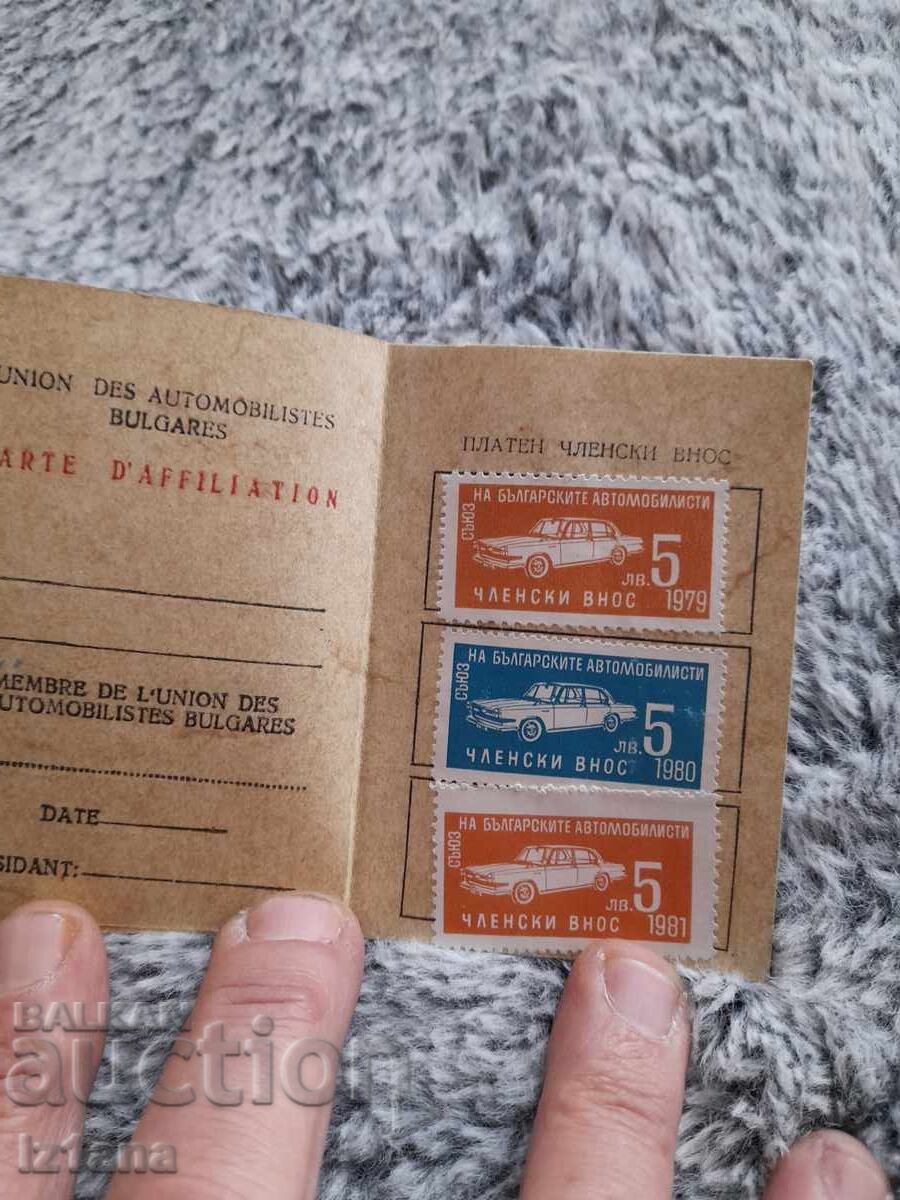 UNION DES AUTOMOBILISTES
BULGARES
ARTE D'AFFILIATION
MEMBRE DE L'UNION DES
AUTOMOBILISTES BULGARES
DATE
SIDANT:
ПЛАТЕН ЧЛЕНСКИ ВНОС
СЪЮЗ
НА БЪЛГАРСКИТЕ АВТОМОБИЛИСТИ
лв. 5
ЧЛЕНСКИ ВНОС 1979
СЪЮЗ
НА БЪЛГАРСКИТЕ АВТОМОБИЛИСТИ
лв. 5
ЧЛЕНСКИ ВНОС 1980
СЪЮЗ
НА БЪЛГАРСКИТЕ АВТОМОБИЛИСТИ
лв. 5
ЧЛЕНСКИ ВНОС 1981
BALKAN
auction
iz1ana